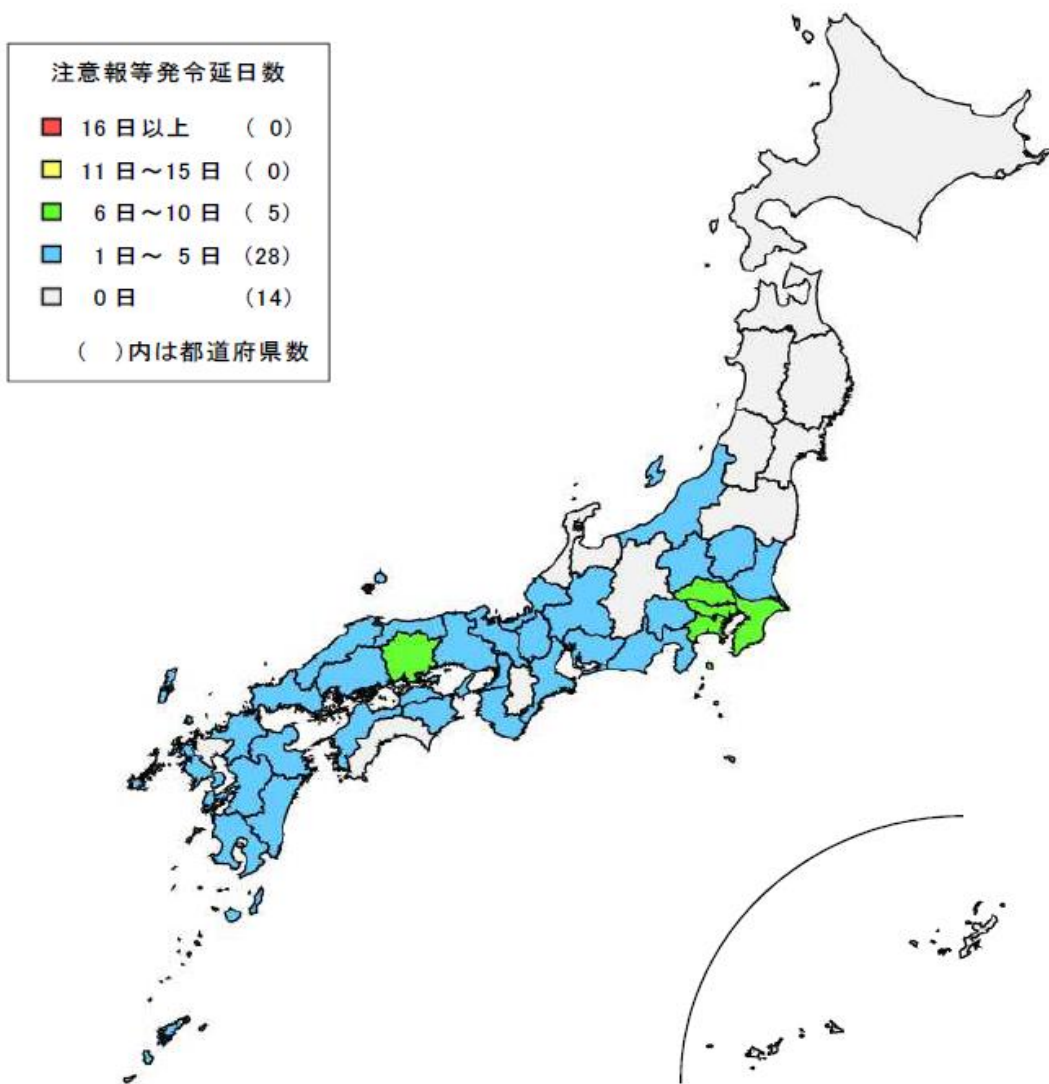 注意報等発令延日数
16 日以上 ( 0)
11 日～15 日 ( 0)
6 日～10 日 ( 5)
1 日～ 5 日 (28)
0 日 (14)
( )内は都道府県数